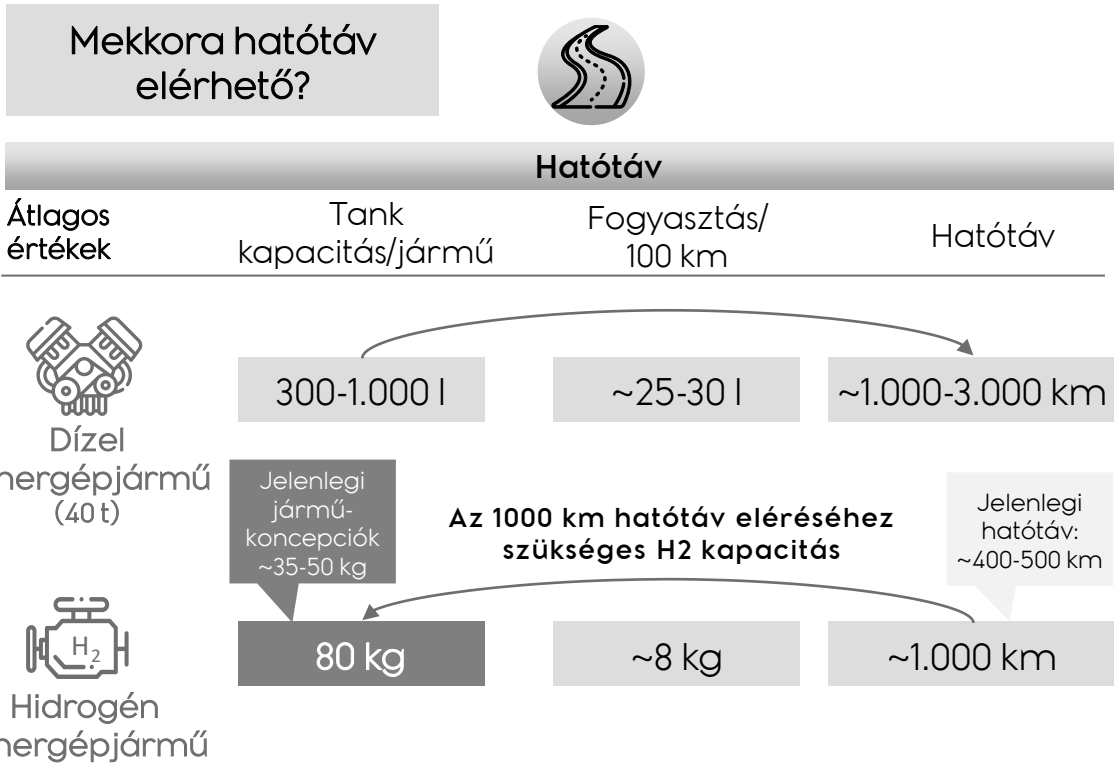 Mekkora hatótáv
elérhető?
Hatótáv
Átlagos
értékek
Tank
kapacitás/jármű
Fogyasztás/
100 km
Hatótáv
300-1.000 l
~25-30 l
~1.000-3.000 km
Dízel
nergépjármű
(40 t)
Jelenlegi
jármű-
koncepciók
~35-50 kg
Az 1000 km hatótáv eléréséhez
szükséges H2 kapacitás
Jelenlegi
hatótáv:
~400-500 km
H2
80 kg
~8 kg
~1.000 km
Hidrogén
nergépjármű